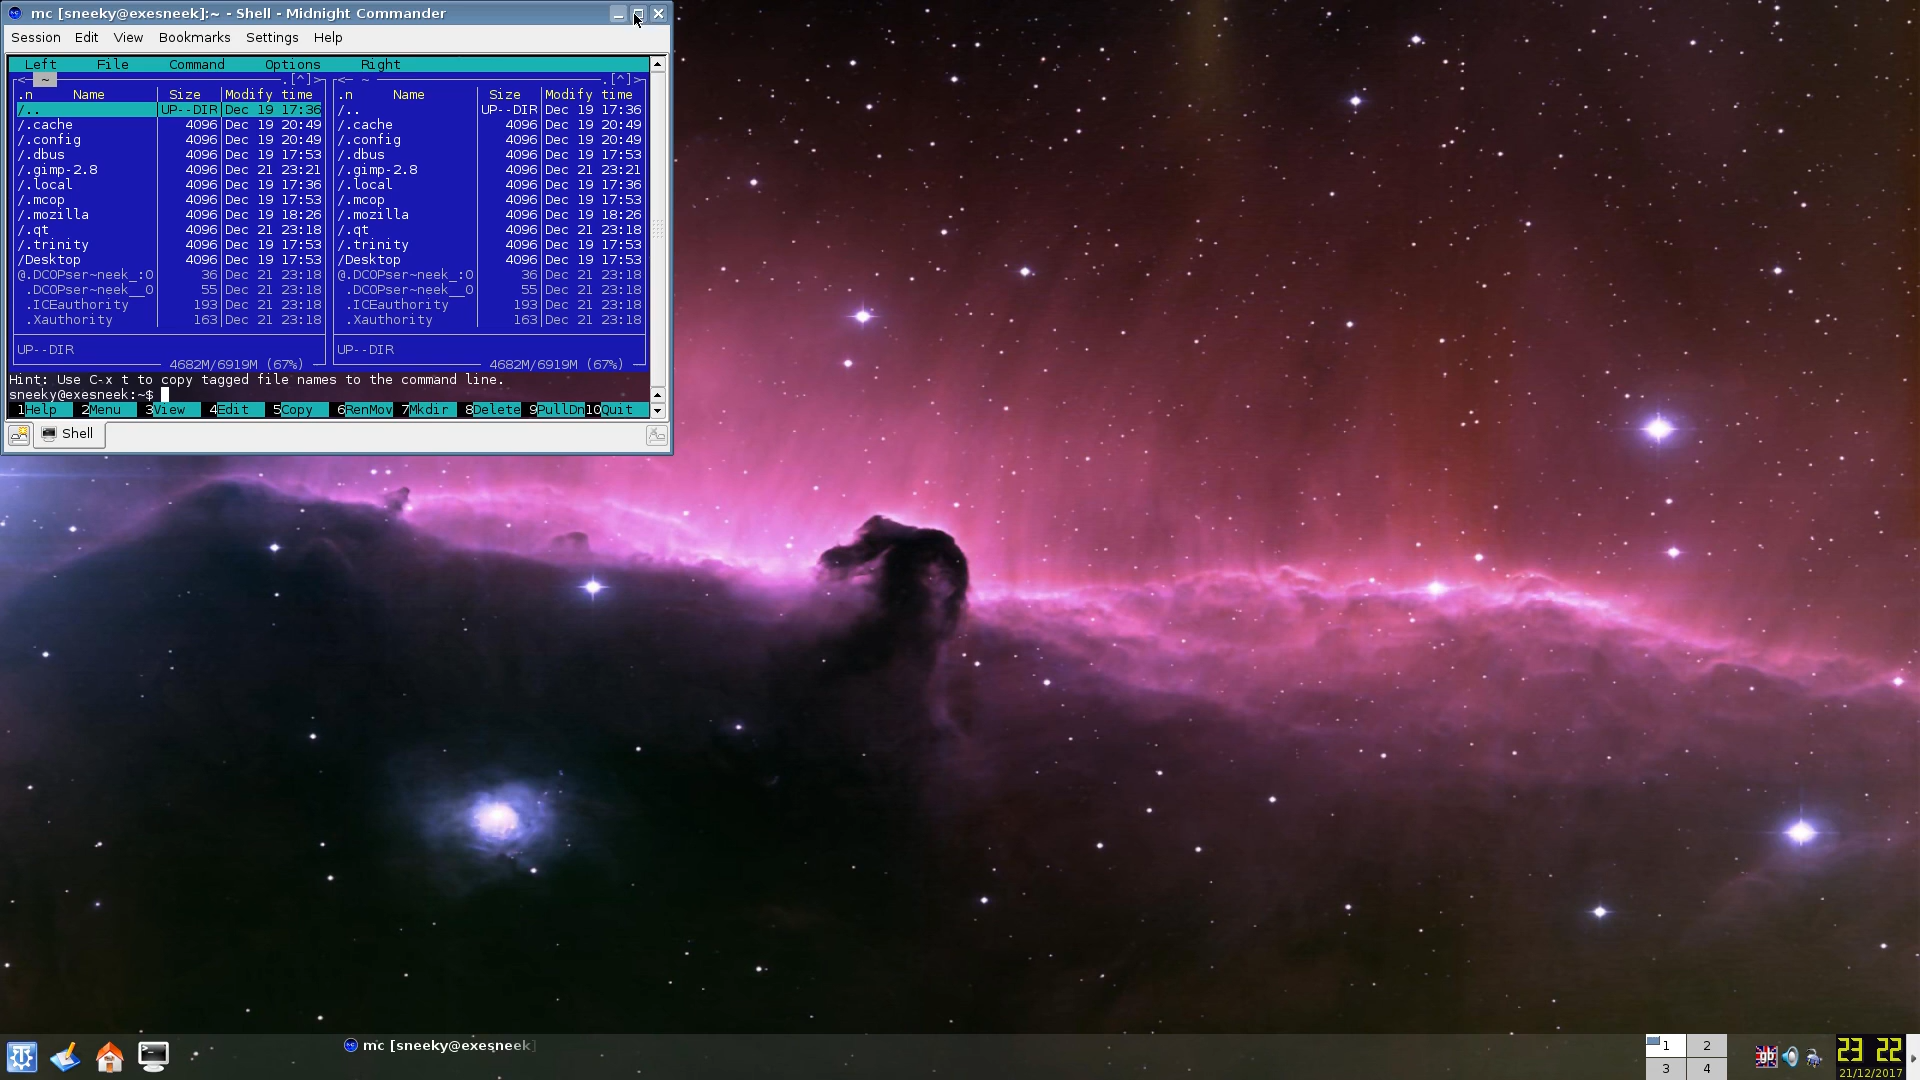 mc [sneeky@exesneek]:~ - Shell - Midnight Commander
Session Edit View Bookmarks Settings Help
Left File Command Options Right
<─ ~ ──.[^]> <─ ~ ──.[^]>
.n Name Size Modify time .n Name Size Modify time
/.. UP--DIR Dec 19 17:36 /.. UP--DIR Dec 19 17:36
/.cache 4096 Dec 19 20:49 /.cache 4096 Dec 19 20:49
/.config 4096 Dec 19 20:49 /.config 4096 Dec 19 20:49
/.dbus 4096 Dec 19 17:53 /.dbus 4096 Dec 19 17:53
/.gimp-2.8 4096 Dec 21 23:21 /.gimp-2.8 4096 Dec 21 23:21
/.local 4096 Dec 19 17:36 /.local 4096 Dec 19 17:36
/.mcop 4096 Dec 19 17:53 /.mcop 4096 Dec 19 17:53
/.mozilla 4096 Dec 19 18:26 /.mozilla 4096 Dec 19 18:26
/.qt 4096 Dec 21 23:18 /.qt 4096 Dec 21 23:18
/.trinity 4096 Dec 19 17:53 /.trinity 4096 Dec 19 17:53
/Desktop 4096 Dec 19 17:53 /Desktop 4096 Dec 19 17:53
@.DCOPser~neek_:0 36 Dec 21 23:18 @.DCOPser~neek_:0 36 Dec 21 23:18
.DCOPser~neek__0 55 Dec 21 23:18 .DCOPser~neek__0 55 Dec 21 23:18
.ICEauthority 193 Dec 21 23:18 .ICEauthority 193 Dec 21 23:18
.Xauthority 163 Dec 21 23:18 .Xauthority 163 Dec 21 23:18
UP--DIR UP--DIR
4682M/6919M (67%) 4682M/6919M (67%)
Hint: Use C-x t to copy tagged file names to the command line.
sneeky@exesneek:~$
1Help 2Menu 3View 4Edit 5Copy 6RenMov 7Mkdir 8Delete 9PullDn 10Quit
Shell
mc [sneeky@exesneek]
1 2
3 4
gb
23 22
21/12/2017